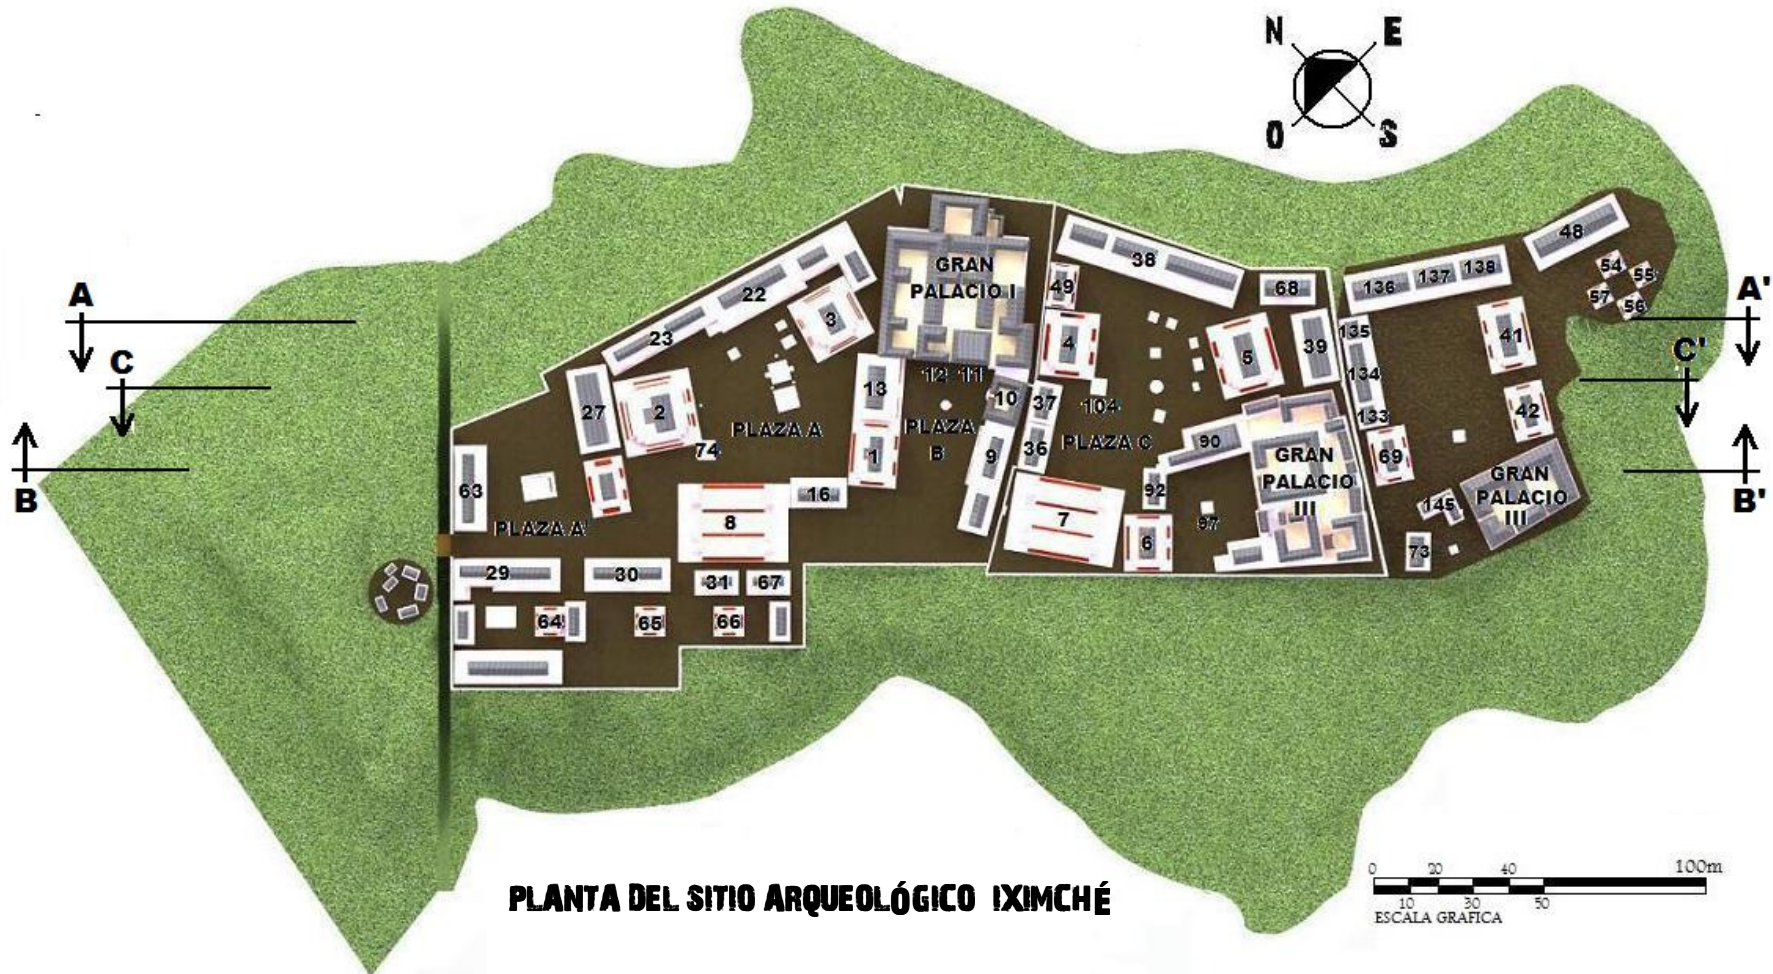 N E
O S
A
C
B
A'
C'
B'
48
54 55
57 56
136 137 138
38
68
GRAN
PALACIO I
22
23
3
49
4
5
39
135
134
133
41
42
27
2
74
PLAZA A
13
1
12 11
10
PLAZA
B
9
37
36
104
PLAZA C
90
92
97
GRAN
PALACIO
III
69
145
73
GRAN
PALACIO
III
63
PLAZA A'
8
16
7
6
29
30
31
67
64
65
66
PLANTA DEL SITIO ARQUEOLÓGICO IXIMCHÉ
0 20 40 100m
10 30 50
ESCALA GRAFICA